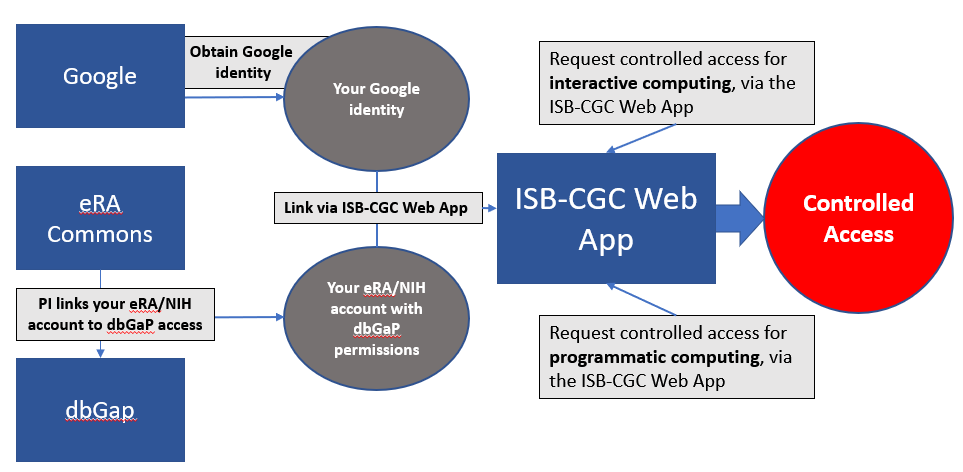 Google
Obtain Google
identity
Your Google
identity
Request controlled access for
interactive computing, via the
ISB-CGC Web App
eRA
Commons
Link via ISB-CGC Web App
ISB-CGC Web
App
Controlled
Access
PI links your eRA/NIH
account to dbGaP access
Your eRA/NIH
account with
dbGaP
permissions
Request controlled access for
programmatic computing, via
the ISB-CGC Web App
dbGap